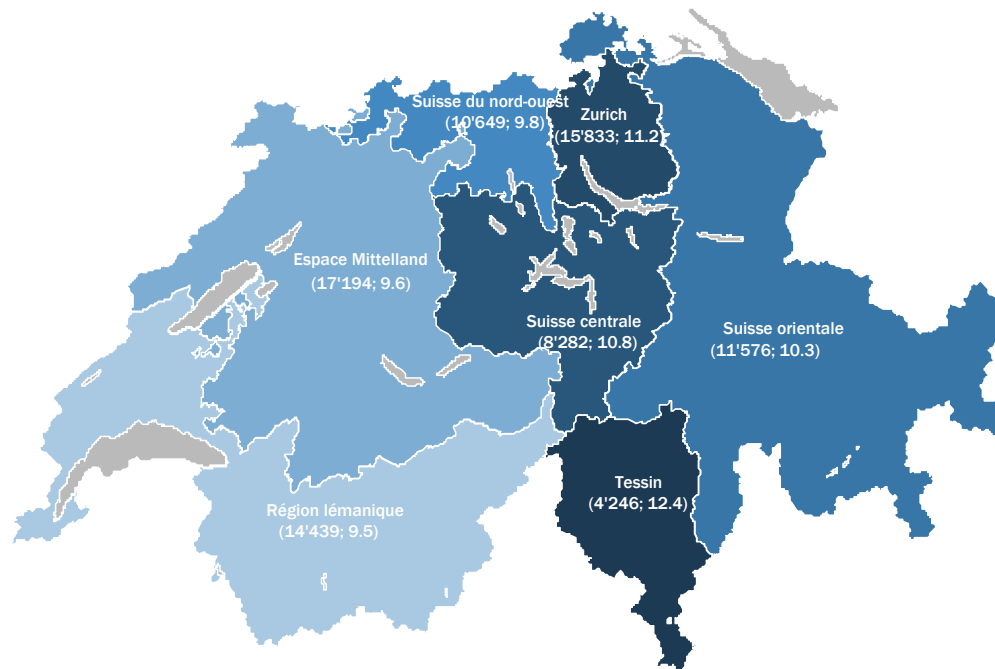 Suisse du nord-ouest
(10'649; 9.8)
Zurich
(15'833; 11.2)
Espace Mittelland
(17'194; 9.6)
Suisse centrale
(8'282; 10.8)
Suisse orientale
(11'576; 10.3)
Tessin
(4'246; 12.4)
Région lémanique
(14'439; 9.5)